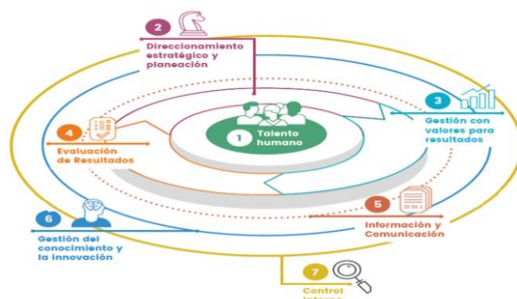 2
Direccionamiento
estratégico y
planeación
3
Gestión con
valores para
resultados
1 Talento
humano
4
Evaluación
de Resultados
5
Información y
Comunicación
6
Gestión del
conocimiento y
la innovación
7
Control